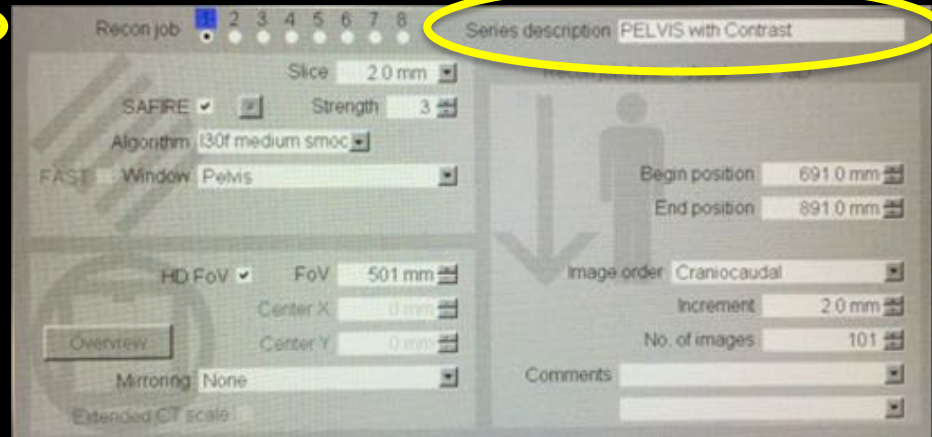 Recon job 1 2 3 4 5 6 7 8
Series description PELVIS with Contrast
Slice 2.0 mm
SAFIRE Strength 3
Algorithm I30f medium smoc
FAST Window Pelvis
Begin position 691.0 mm
End position 891.0 mm
HD FoV FoV 501 mm
Center X 0 mm
Center Y 0 mm
Overview
Mirroring None
Extended CT scale
Image order Craniocaudal
Increment 2.0 mm
No. of images 101
Comments